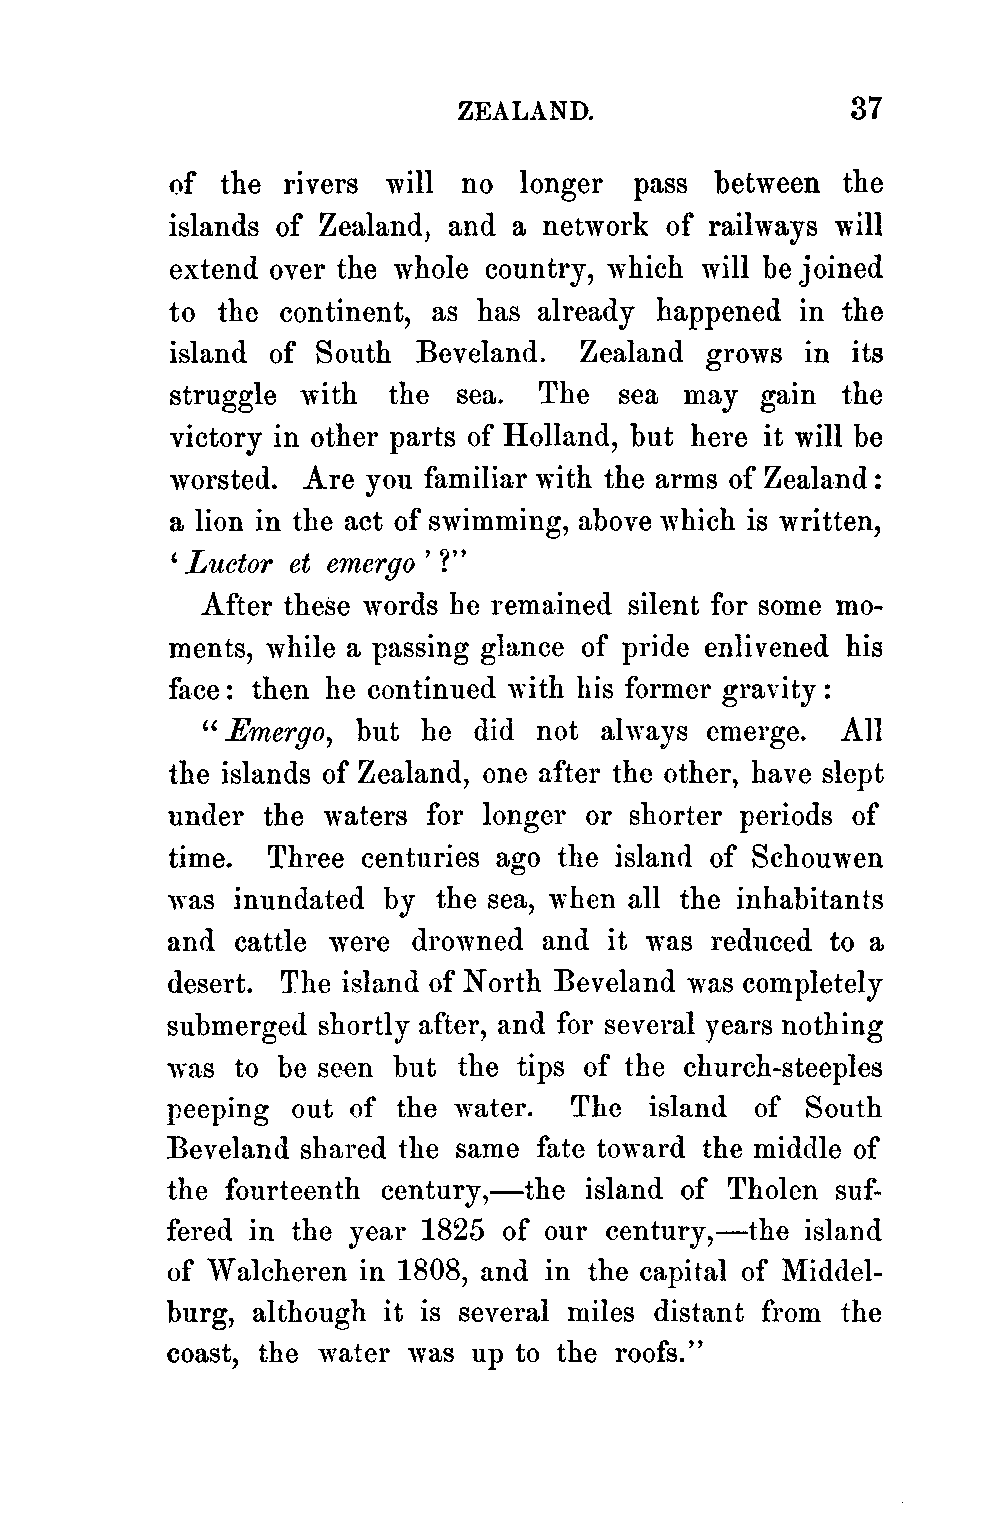 ZEALAND. 37
of the rivers will no longer pass between the
islands of Zealand, and a network of railways will
extend over the whole country, which will be joined
to the continent, as has already happened in the
island of South Beveland. Zealand grows in its
struggle with the sea. The sea may gain the
victory in other parts of Holland, but here it will be
worsted. Are you familiar with the arms of Zealand:
a lion in the act of swimming, above which is written,
‘Luctor et emergo’?”
After these words he remained silent for some mo-
ments, while a passing glance of pride enlivened his
face: then he continued with his former gravity:
“Emergo, but he did not always emerge. All
the islands of Zealand, one after the other, have slept
under the waters for longer or shorter periods of
time. Three centuries ago the island of Schouwen
was inundated by the sea, when all the inhabitants
and cattle were drowned and it was reduced to a
desert. The island of North Beveland was completely
submerged shortly after, and for several years nothing
was to be seen but the tips of the church-steeples
peeping out of the water. The island of South
Beveland shared the same fate toward the middle of
the fourteenth century,—the island of Tholen suf-
fered in the year 1825 of our century,—the island
of Walcheren in 1808, and in the capital of Middel-
burg, although it is several miles distant from the
coast, the water was up to the roofs.”